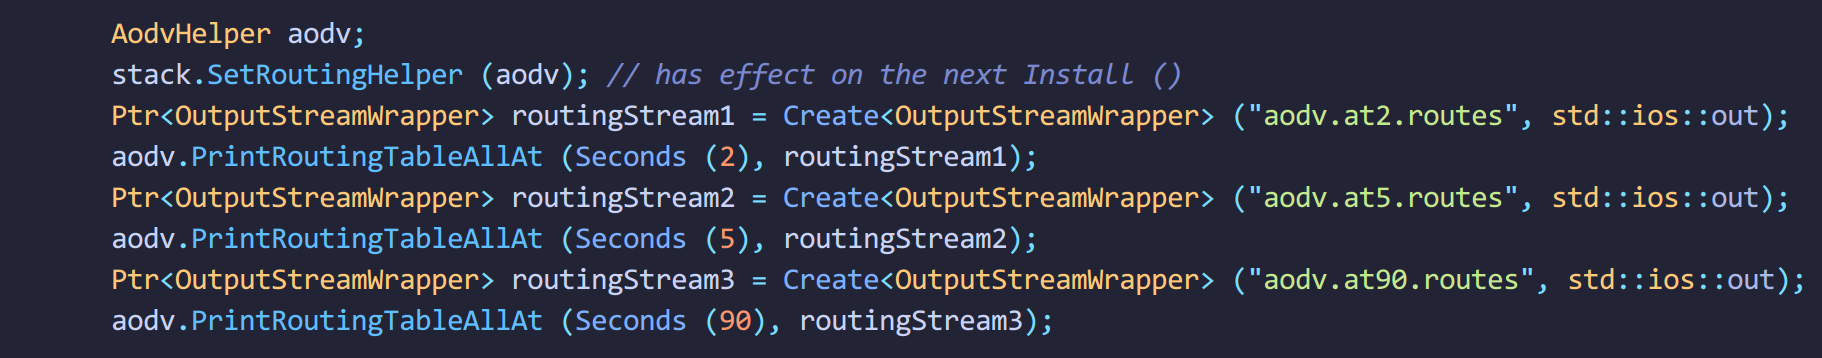 AodvHelper aodv;
stack.SetRoutingHelper (aodv); // has effect on the next Install ()
Ptr<OutputStreamWrapper> routingStream1 = Create<OutputStreamWrapper> ("aodv.at2.routes", std::ios::out);
aodv.PrintRoutingTableAllAt (Seconds (2), routingStream1);
Ptr<OutputStreamWrapper> routingStream2 = Create<OutputStreamWrapper> ("aodv.at5.routes", std::ios::out);
aodv.PrintRoutingTableAllAt (Seconds (5), routingStream2);
Ptr<OutputStreamWrapper> routingStream3 = Create<OutputStreamWrapper> ("aodv.at90.routes", std::ios::out);
aodv.PrintRoutingTableAllAt (Seconds (90), routingStream3);